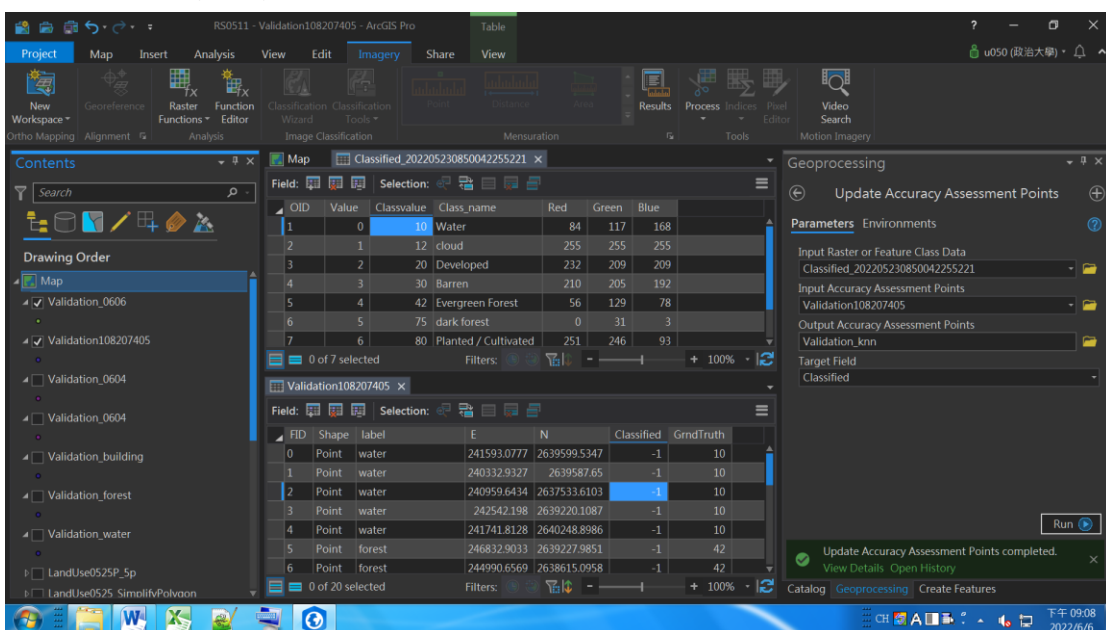 RS0511 - Validation108207405 - ArcGIS Pro
Table
Project Map Insert Analysis View Edit Imagery Share View
u050 (政治大學)
New Workspace
Georeference
Raster Functions
Function Editor
Classification Wizard
Classification Tools
Point
Distance
Area
Results
Process
Indices
Pixel Editor
Video Search
Ortho Mapping
Alignment
Analysis
Image Classification
Mensuration
Tools
Motion Imagery
Contents
Search
Drawing Order
Map
Validation_0606
Validation108207405
Validation_0604
Validation_0604
Validation_building
Validation_forest
Validation_water
LandUse0525P_5p
LandUse0525_SimplifyPolygon
Map
Classified_202205230850042255221
Field: Selection:
OID Value Classvalue Class_name Red Green Blue
1 0 10 Water 84 117 168
2 1 12 cloud 255 255 255
3 2 20 Developed 232 209 209
4 3 30 Barren 210 205 192
5 4 42 Evergreen Forest 56 129 78
6 5 75 dark forest 0 31 3
7 6 80 Planted / Cultivated 251 246 93
0 of 7 selected
Filters:
- + 100%
Validation108207405
Field: Selection:
FID Shape label E N Classified GrndTruth
0 Point water 241593.0777 2639599.5347 -1 10
1 Point water 240332.9327 2639587.65 -1 10
2 Point water 240959.6434 2637533.6103 -1 10
3 Point water 242542.198 2639220.1087 -1 10
4 Point water 241741.8128 2640248.8986 -1 10
5 Point forest 246832.9033 2639227.9851 -1 42
6 Point forest 244990.6569 2638615.0958 -1 42
0 of 20 selected
Filters:
- + 100%
Geoprocessing
Update Accuracy Assessment Points
Parameters Environments
Input Raster or Feature Class Data
Classified_202205230850042255221
Input Accuracy Assessment Points
Validation108207405
Output Accuracy Assessment Points
Validation_knn
Target Field
Classified
Run
Update Accuracy Assessment Points completed.
View Details Open History
Catalog Geoprocessing Create Features
CH
下午 09:08
2022/6/6